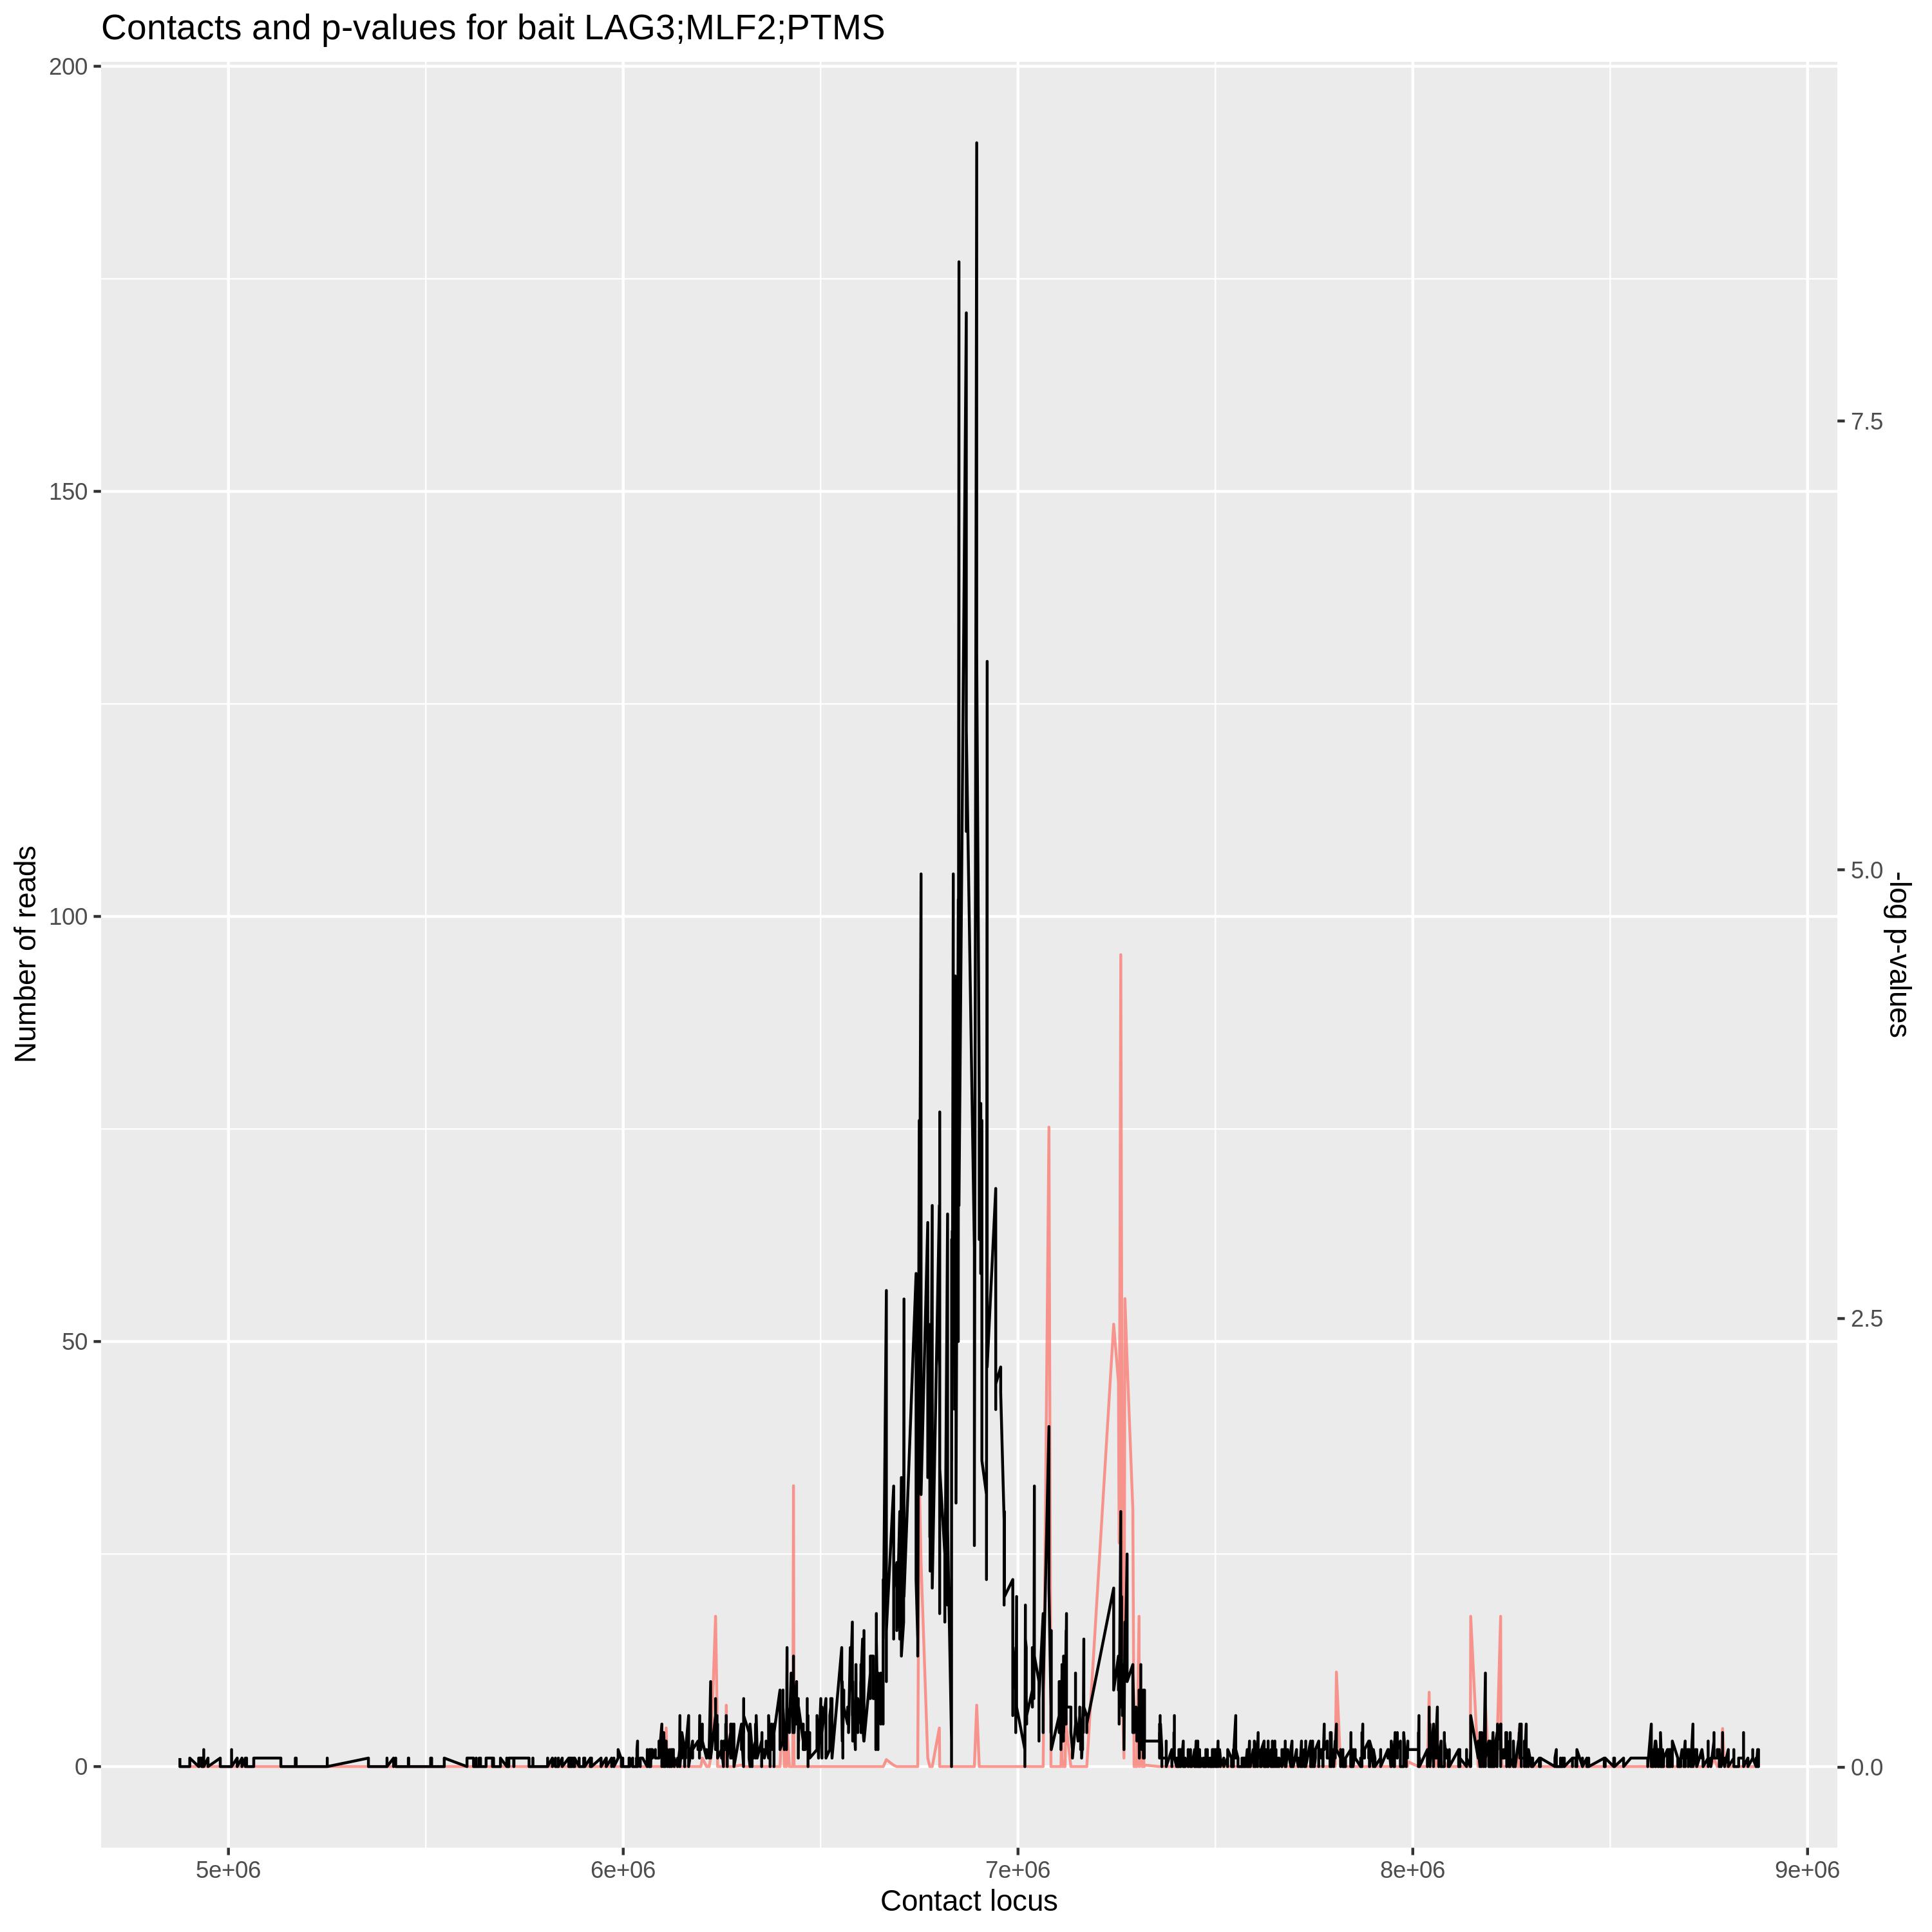 Contacts and p-values for bait LAG3;MLF2;PTMS
200
150
100
50
0
Number of reads
7.5
5.0
2.5
0.0
-log p-values
5e+06 6e+06 7e+06 8e+06 9e+06
Contact locus